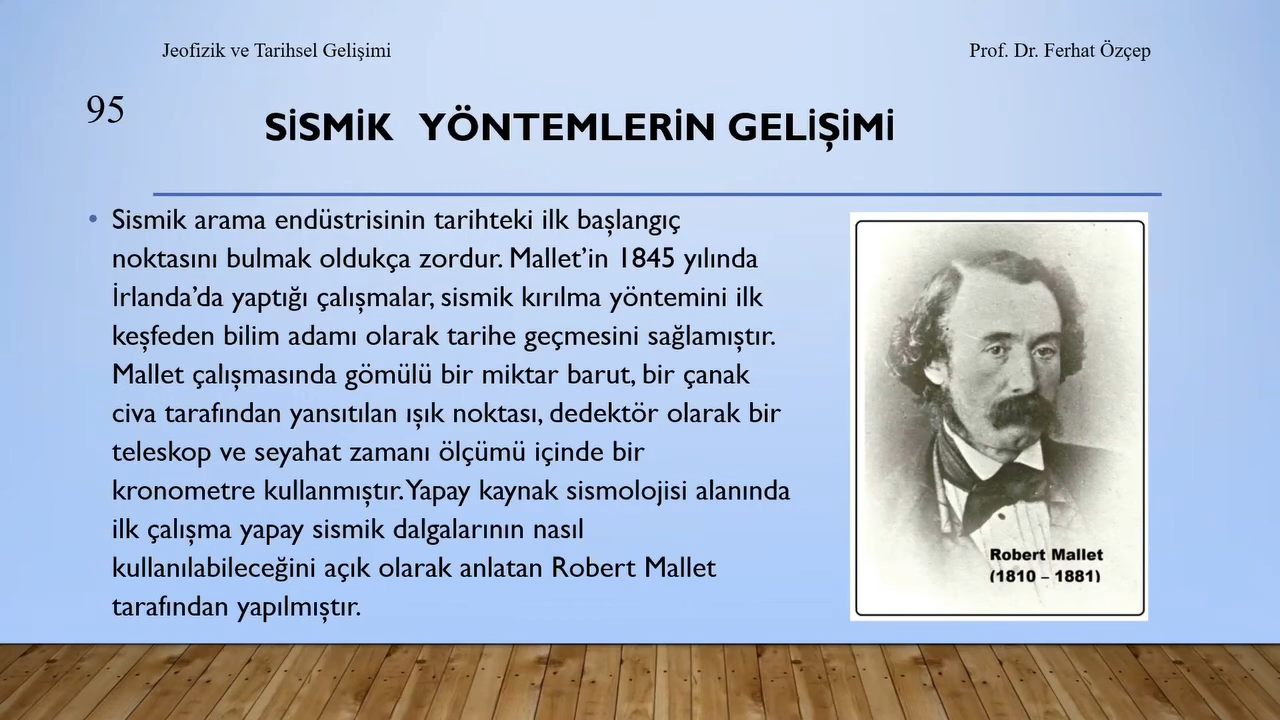 Jeofizik ve Tarihsel Gelişimi
Prof. Dr. Ferhat Özçep
95
SİSMİK YÖNTEMLERİN GELİŞİMİ
• Sismik arama endüstrisinin tarihteki ilk başlangıç
noktasını bulmak oldukça zordur. Mallet’in 1845 yılında
İrlanda’da yaptığı çalışmalar, sismik kırılma yöntemini ilk
keşfeden bilim adamı olarak tarihe geçmesini sağlamıştır.
Mallet çalışmasında gömülü bir miktar barut, bir çanak
civa tarafından yansıtılan ışık noktası, dedektör olarak bir
teleskop ve seyahat zamanı ölçümü içinde bir
kronometre kullanmıştır. Yapay kaynak sismolojisi alanında
ilk çalışma yapay sismik dalgalarının nasıl
kullanılabileceğini açık olarak anlatan Robert Mallet
tarafından yapılmıştır.
Robert Mallet
(1810 – 1881)